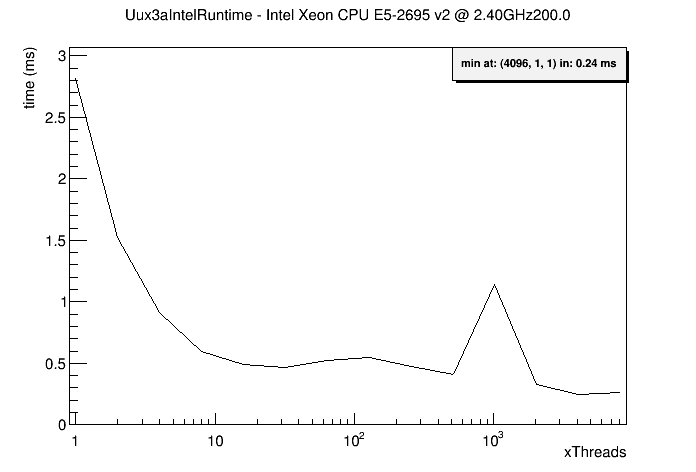 Uux3aIntelRuntime - Intel Xeon CPU E5-2695 v2 @ 2.40GHz200.0
min at: (4096, 1, 1) in: 0.24 ms
time (ms)
3
2.5
2
1.5
1
0.5
0
1 10 10² 10³
xThreads